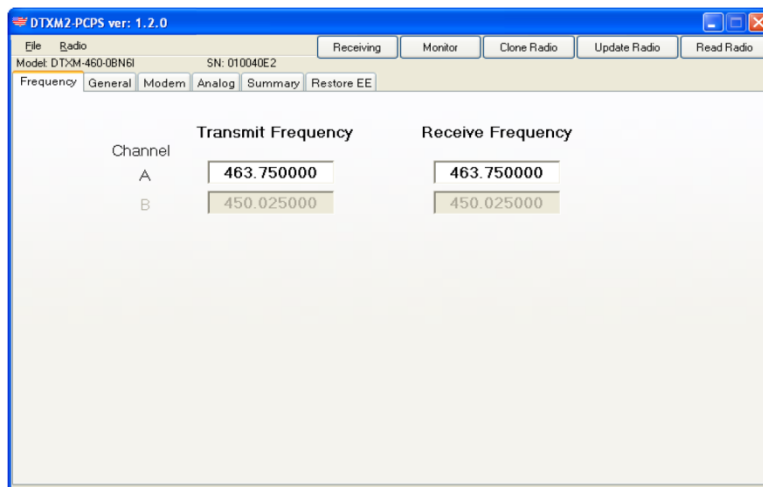 DTXM2-PCPS ver: 1.2.0
File Radio Receiving Monitor Clone Radio Update Radio Read Radio
Model: DTXM-460-0BN6I SN: 010040E2
Frequency General Modem Analog Summary Restore EE
Transmit Frequency Receive Frequency
Channel
A 463.750000 463.750000
B 450.025000 450.025000